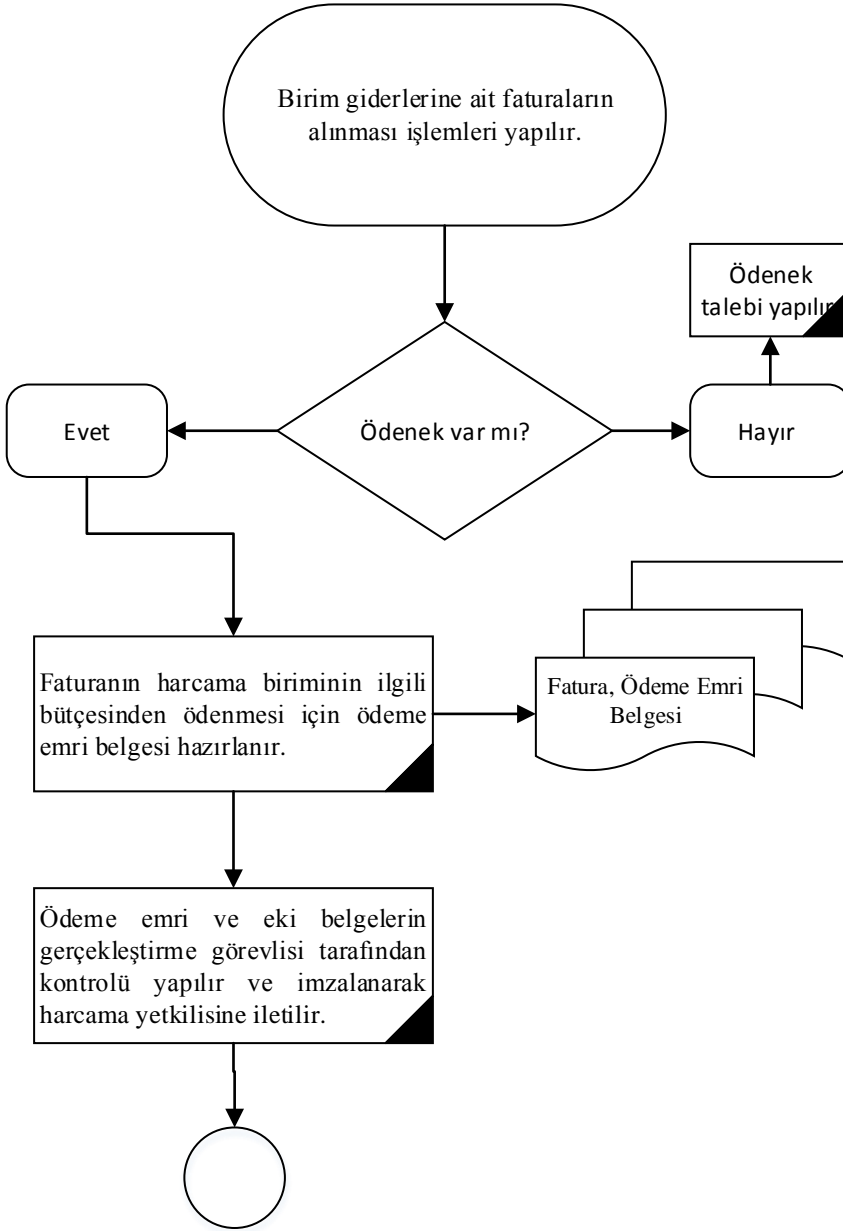 Birim giderlerine ait faturaların
alınması işlemleri yapılır.
Ödenek
talebi yapılır
Evet
Ödenek var mı?
Hayır
Faturanın harcama biriminin ilgili
bütçesinden ödenmesi için ödeme
emri belgesi hazırlanır.
Fatura, Ödeme Emri
Belgesi
Ödeme emri ve eki belgelerin
gerçekleştirme görevlisi tarafından
kontrolü yapılır ve imzalanarak
harcama yetkilisine iletilir.